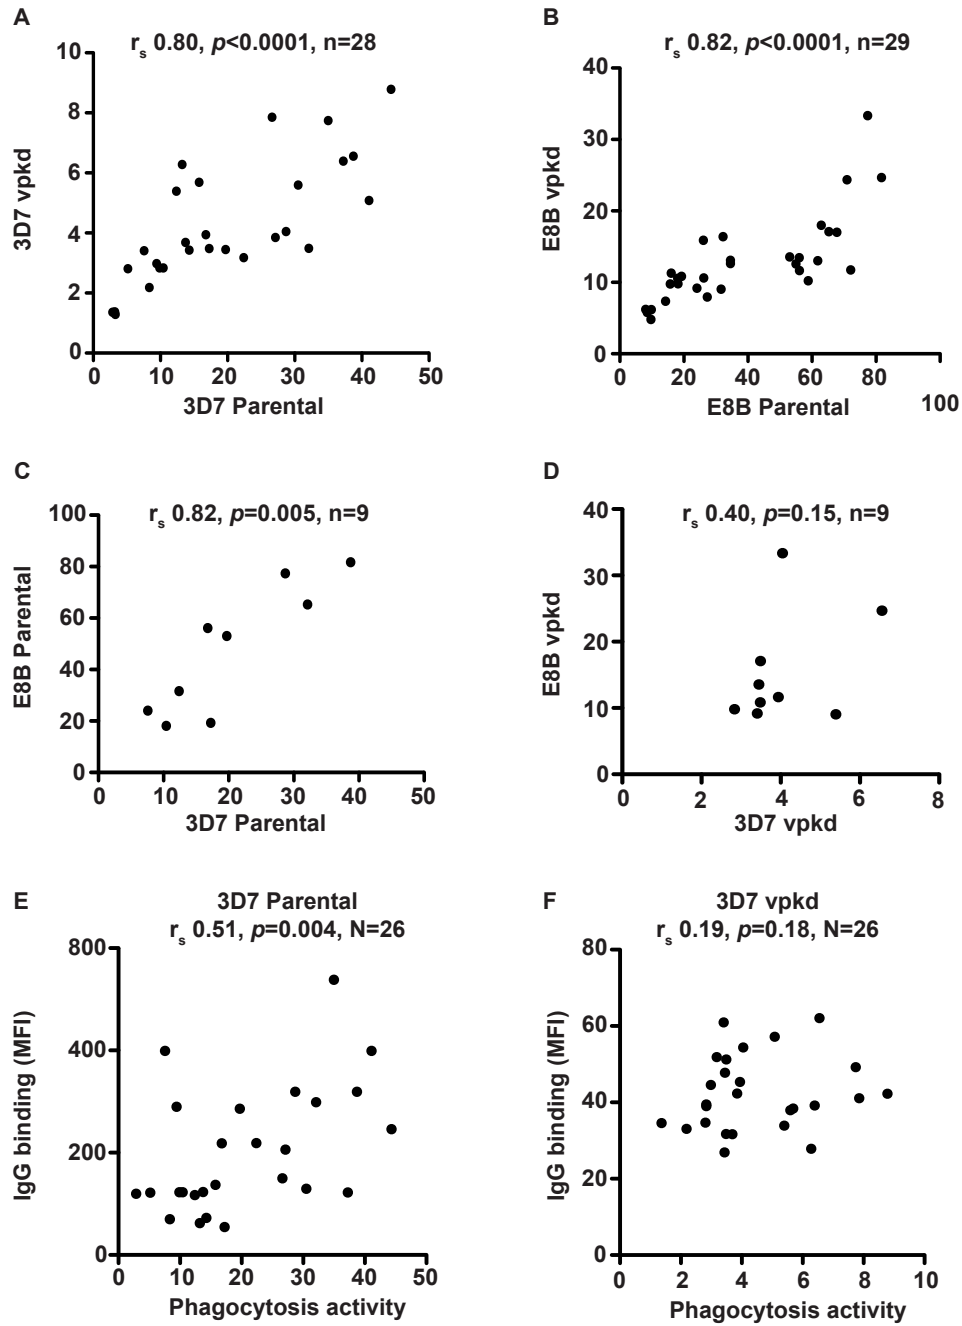 A
r_s 0.80, p<0.0001, n=28
3D7 vpkd
10
8
6
4
2
0
0 10 20 30 40 50
3D7 Parental
B
r_s 0.82, p<0.0001, n=29
E8B vpkd
40
30
20
10
0
0 20 40 60 80 100
E8B Parental
C
r_s 0.82, p=0.005, n=9
E8B Parental
100
80
60
40
20
0
0 10 20 30 40 50
3D7 Parental
D
r_s 0.40, p=0.15, n=9
E8B vpkd
40
30
20
10
0
0 2 4 6 8
3D7 vpkd
E
3D7 Parental
r_s 0.51, p=0.004, N=26
IgG binding (MFI)
800
400
200
0
0 10 20 30 40 50
Phagocytosis activity
F
3D7 vpkd
r_s 0.19, p=0.18, N=26
IgG binding (MFI)
80
60
40
20
0
0 2 4 6 8 10
Phagocytosis activity